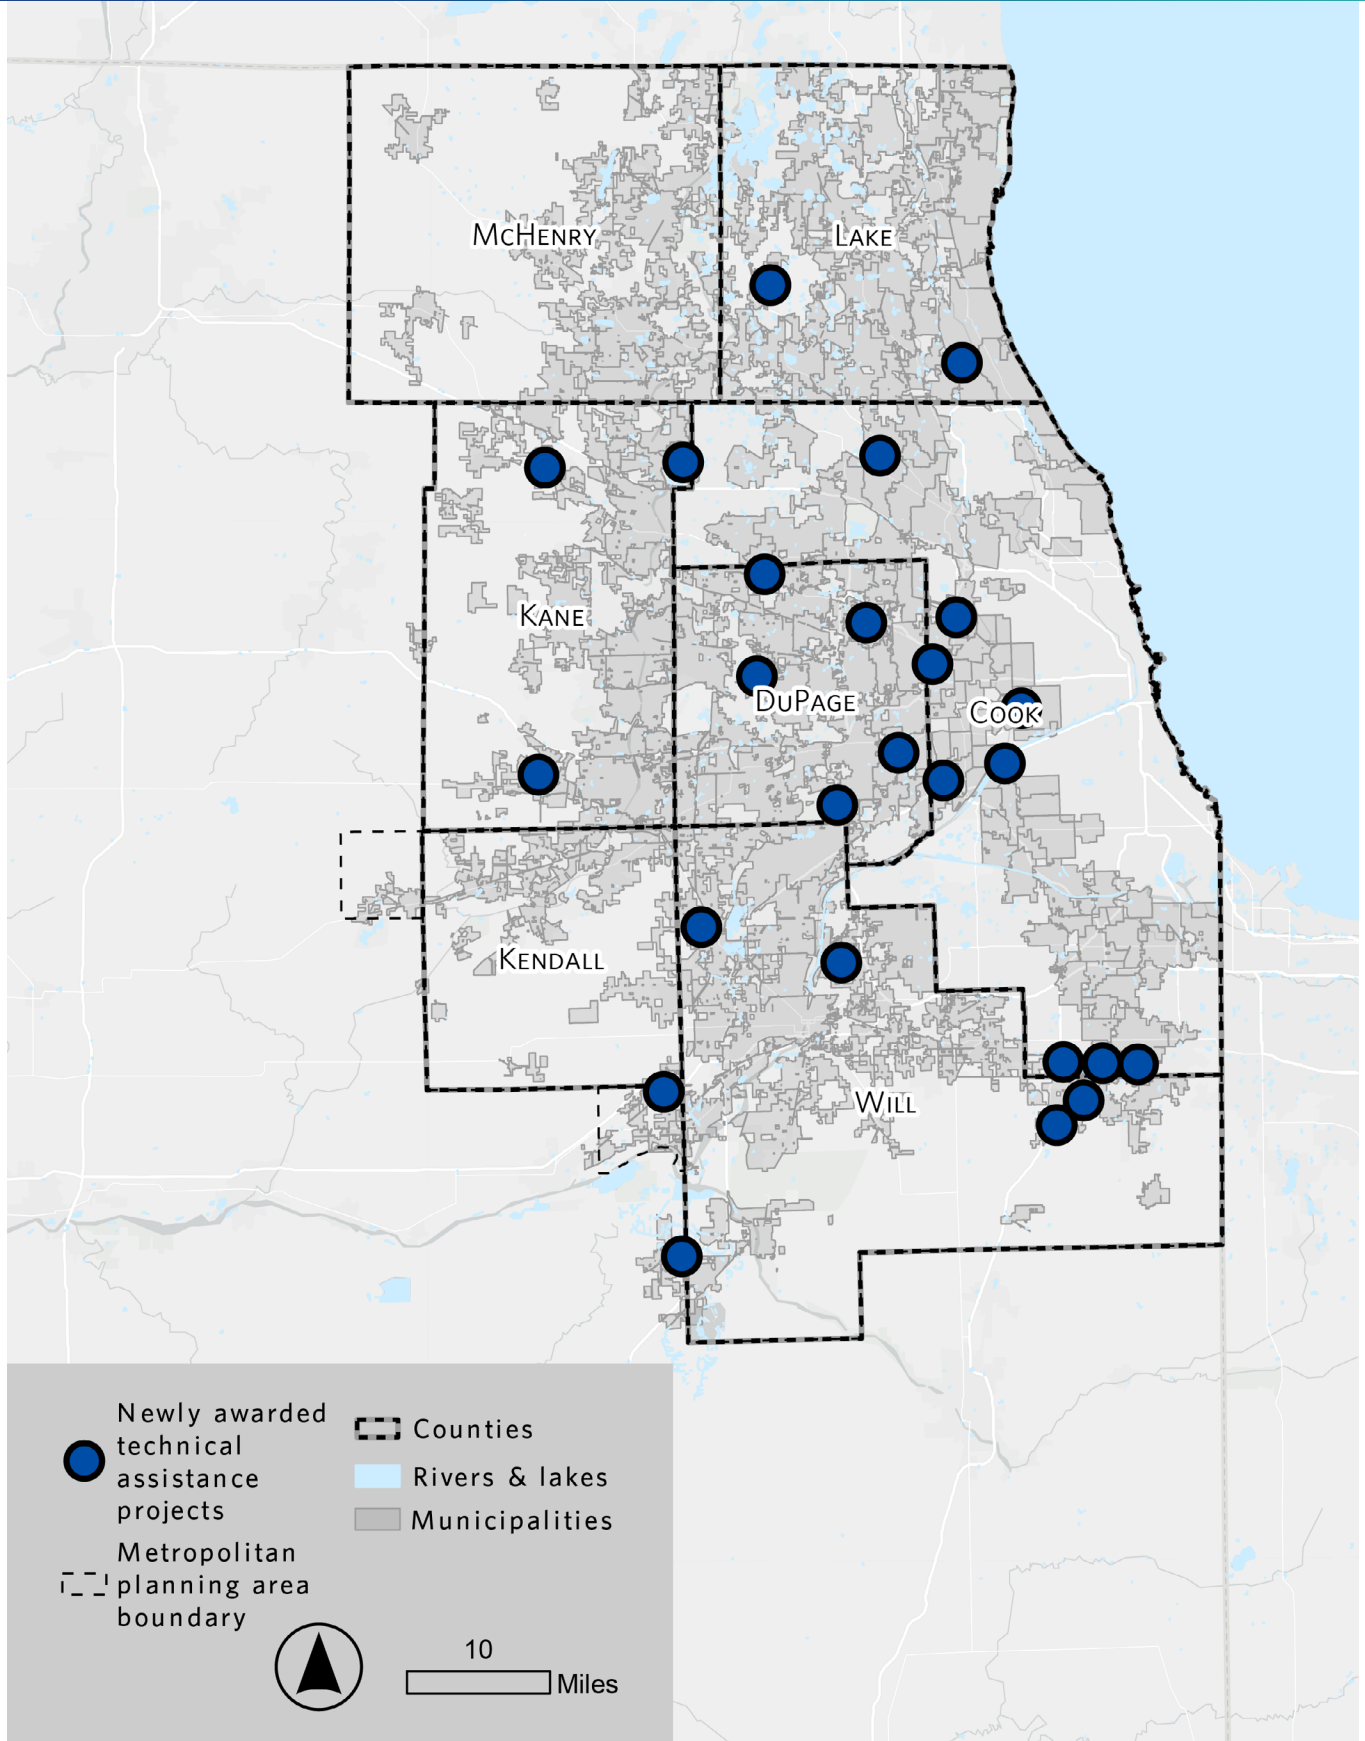 McHenry
Lake
Kane
DuPage
Cook
Kendall
Will
Newly awarded
technical
assistance
projects
Metropolitan
planning area
boundary
Counties
Rivers & lakes
Municipalities
10
Miles